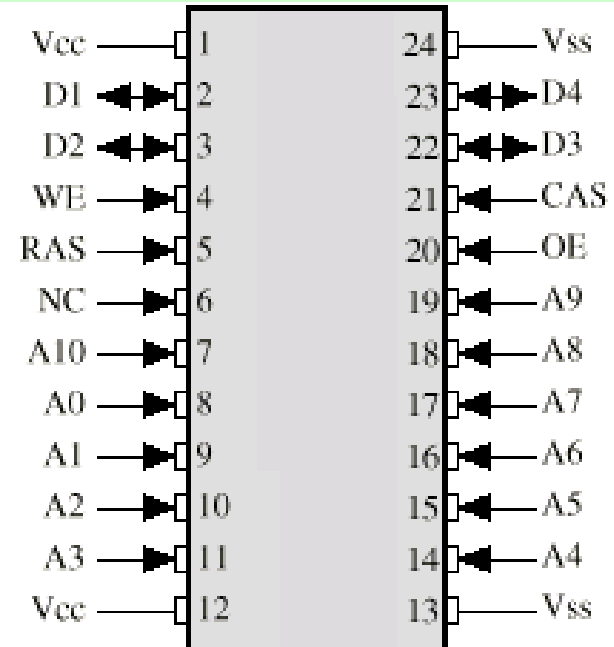 Vcc 1 24 Vss
D1 2 23 D4
D2 3 22 D3
WE 4 21 CAS
RAS 5 20 OE
NC 6 19 A9
A10 7 18 A8
A0 8 17 A7
A1 9 16 A6
A2 10 15 A5
A3 11 14 A4
Vcc 12 13 Vss